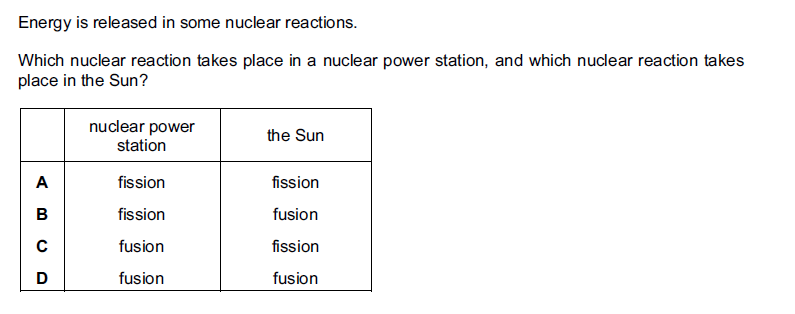 Energy is released in some nuclear reactions.
Which nuclear reaction takes place in a nuclear power station, and which nuclear reaction takes
place in the Sun?
nuclear power
station
the Sun
A fission fission
B fission fusion
C fusion fission
D fusion fusion